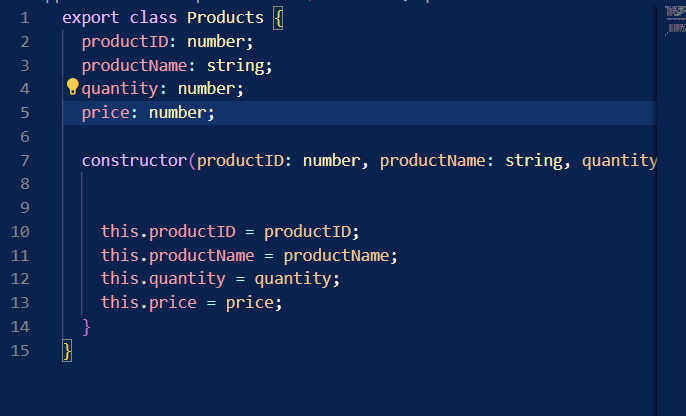 1 export class Products {
2 productID: number;
3 productName: string;
4 quantity: number;
5 price: number;
6
7 constructor(productID: number, productName: string, quantity
8
9
10 this.productID = productID;
11 this.productName = productName;
12 this.quantity = quantity;
13 this.price = price;
14 }
15 }